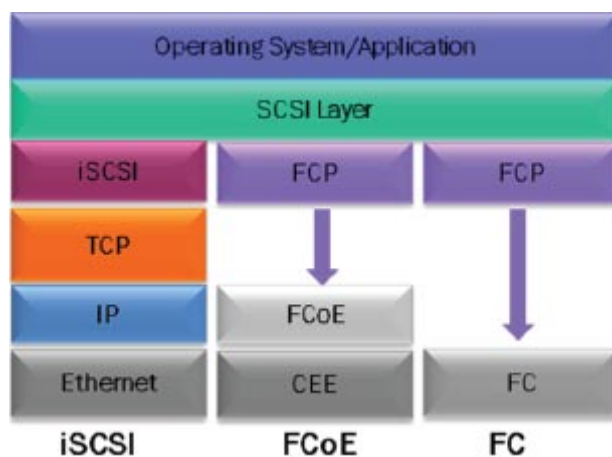 Operating System/Application
SCSI Layer
iSCSI FCP FCP
TCP
IP FCoE
Ethernet CEE FC
iSCSI FCoE FC